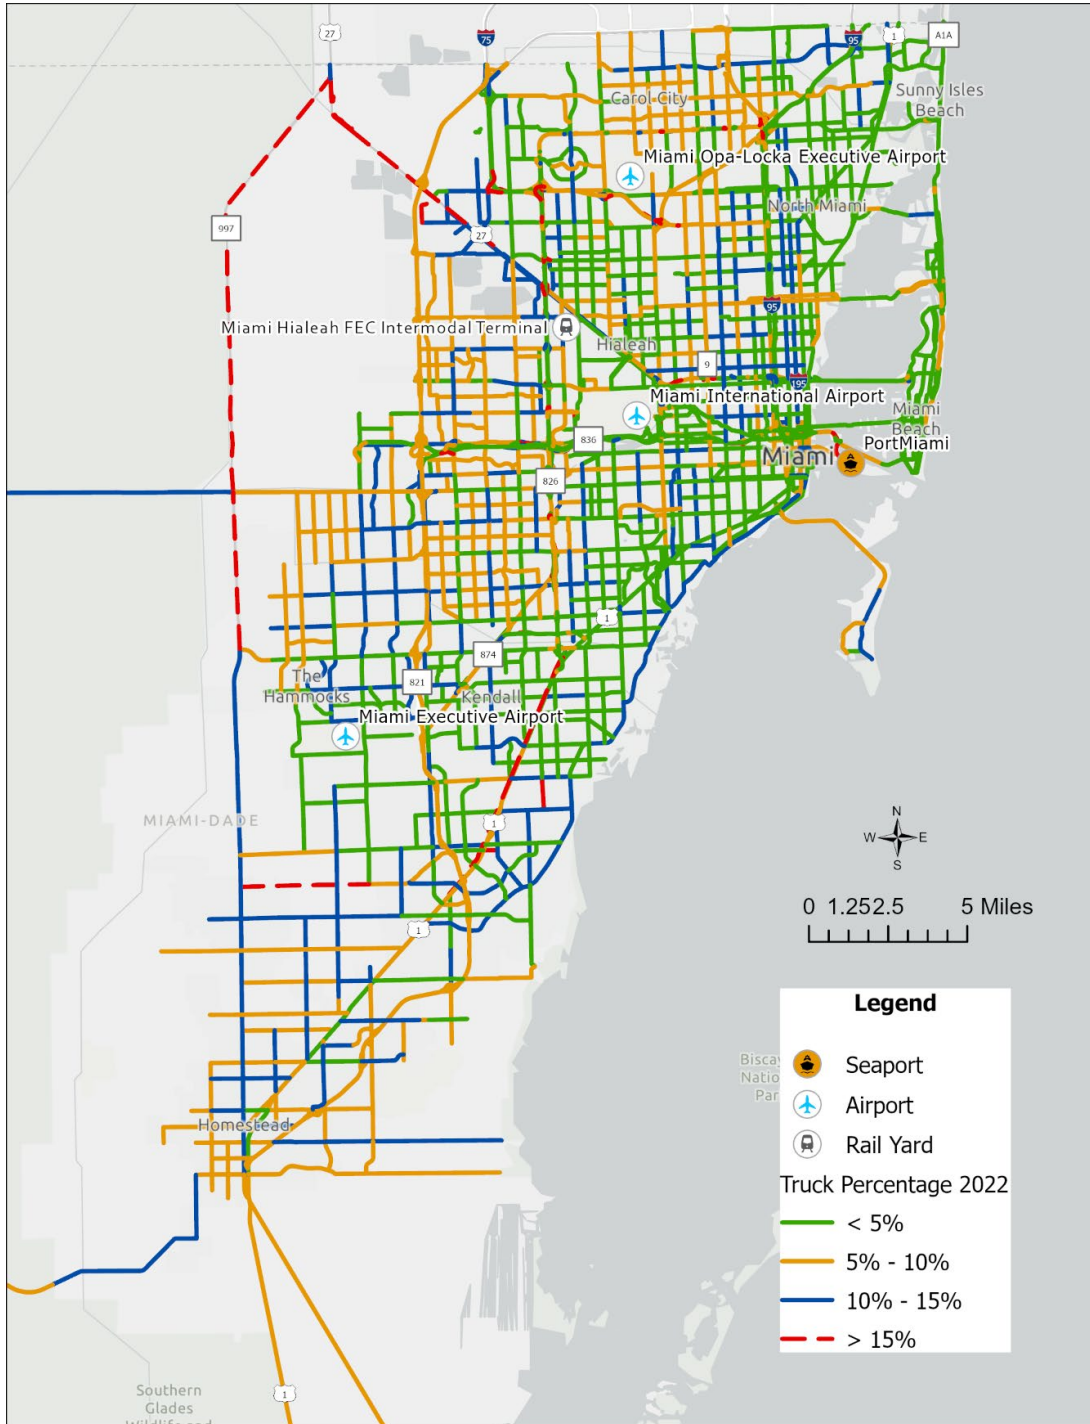 27
75
95
1
A1A
Carol City
Sunny Isles
Beach
Miami Opa-Locka Executive Airport
North Miami
997
27
95
Miami Hialeah FEC Intermodal Terminal
Hialeah
9
195
Miami International Airport
Miami
Beach
836
PortMiami
Miami
826
1
874
The
Hammocks
821
Kendall
Miami Executive Airport
MIAMI-DADE
1
N
W
E
S
0 1.25 2.5 5 Miles
1
Legend
Seaport
Airport
Rail Yard
Truck Percentage 2022
< 5%
5% - 10%
10% - 15%
> 15%
Homestead
1
Southern
Glades